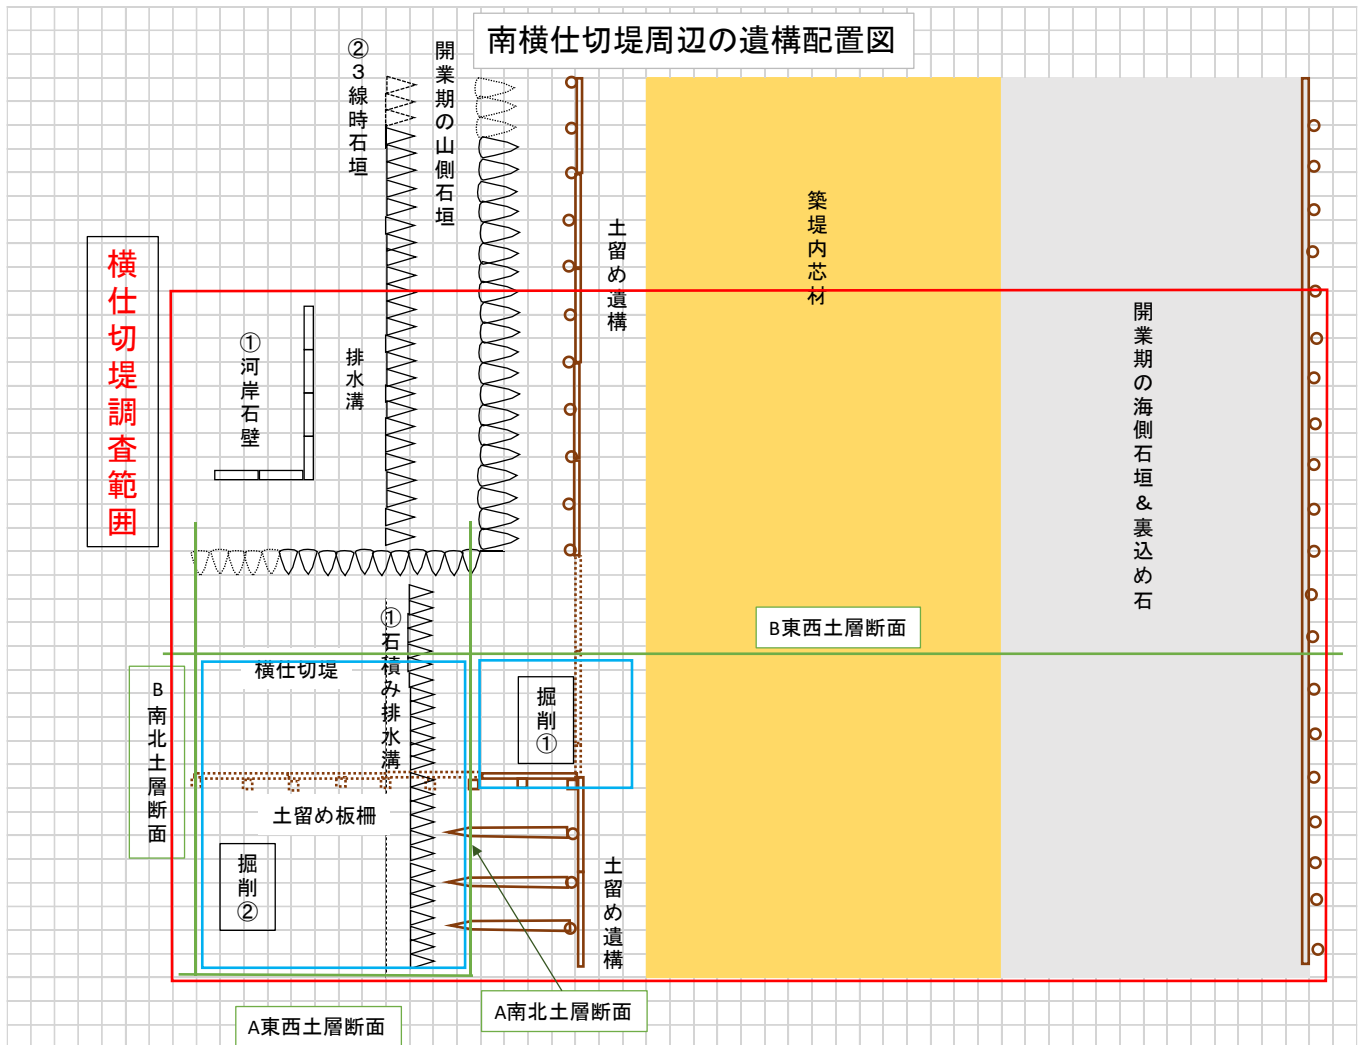 南横仕切堤周辺の遺構配置図
②3線時石垣
開業期の山側石垣
土留め遺構
築堤内芯材
横仕切堤調査範囲
①河岸石壁
排水溝
開業期の海側石垣&裏込め石
①石積み排水溝
B東西土層断面
横仕切堤
B南北土層断面
掘削①
土留め板柵
掘削②
土留め遺構
A南北土層断面
A東西土層断面